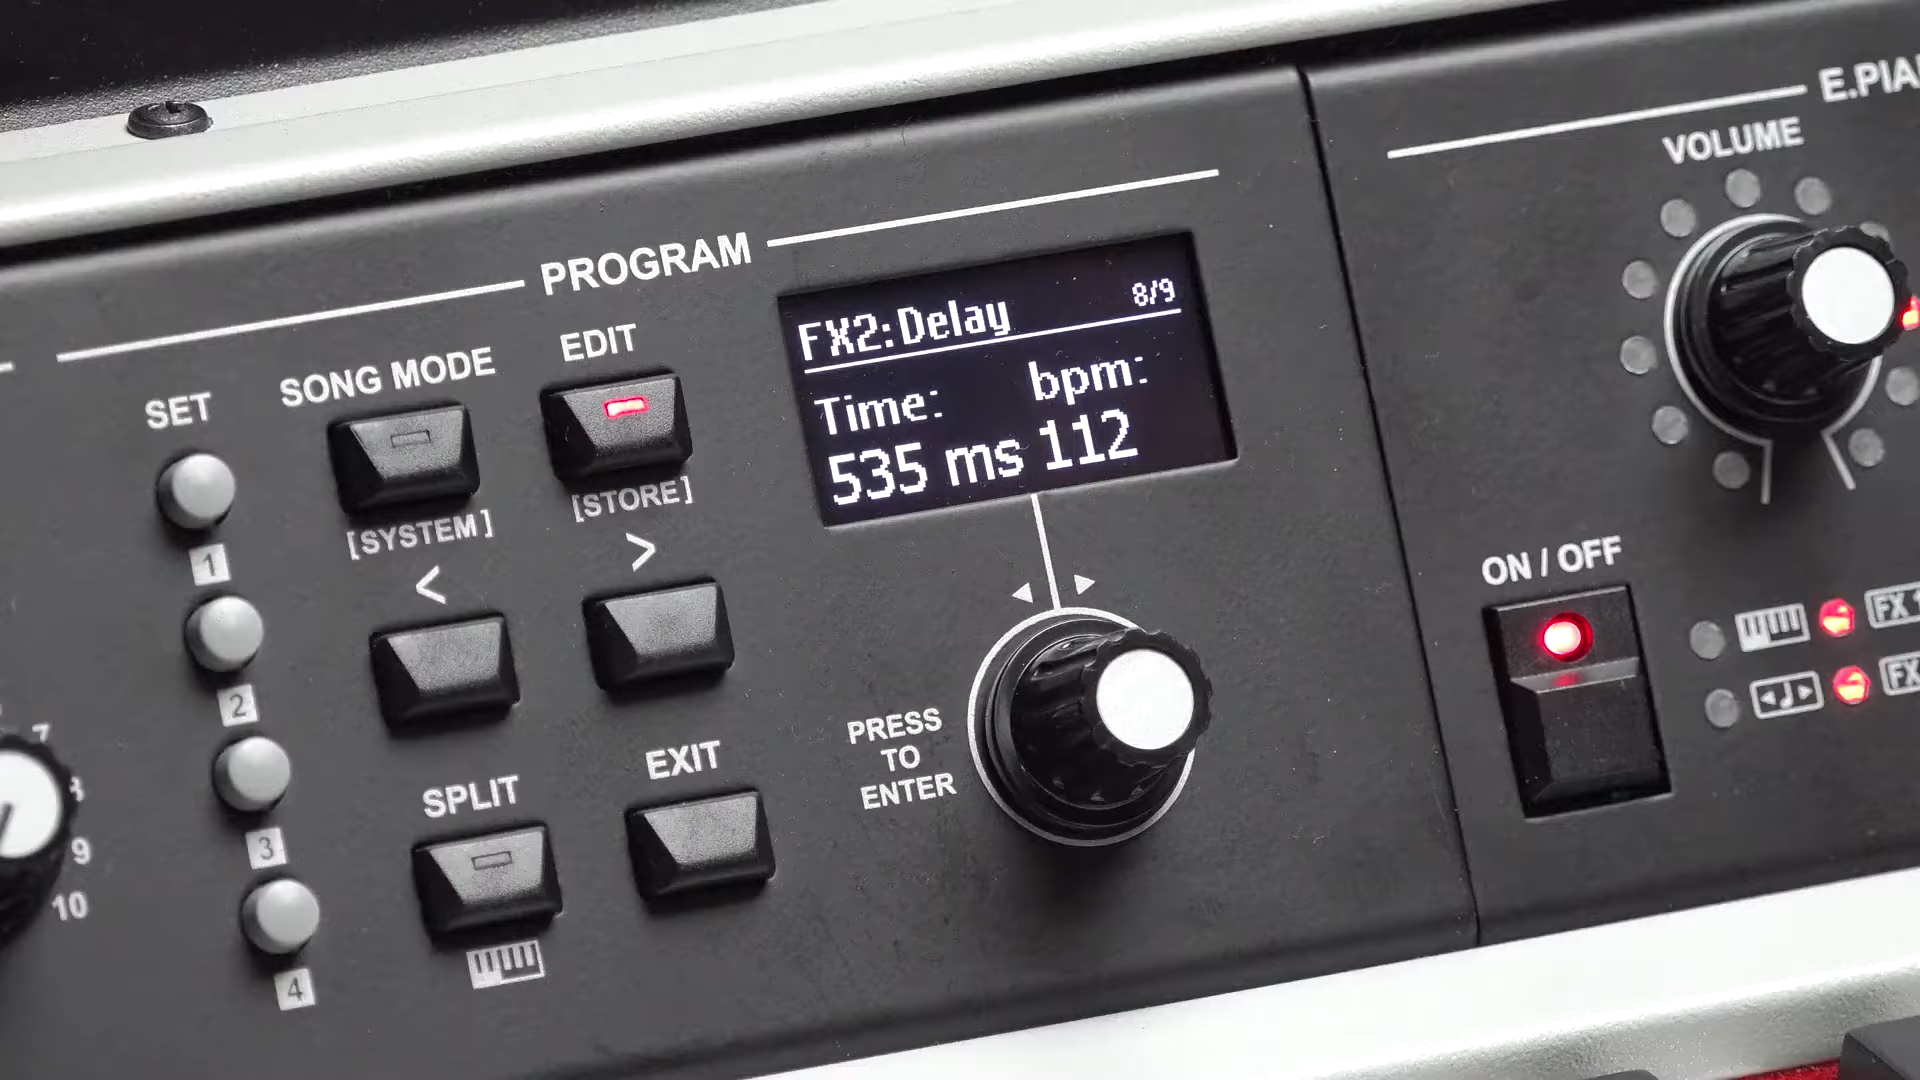 PROGRAM
SET
SONG MODE
EDIT
[SYSTEM]
[STORE]
<
>
1
2
3
4
SPLIT
EXIT
FX2: Delay 8/9
Time: bpm:
535 ms 112
PRESS
TO
ENTER
7
8
9
10
VOLUME
ON / OFF
FX 1
FX